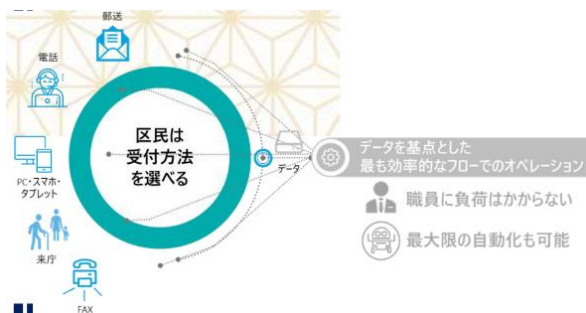 郵送
電話
区民は
受付方法
を選べる
PC・スマホ・
タブレット
来庁
FAX
データ
データを基点とした
最も効率的なフローでのオペレーション
職員に負荷はかからない
最大限の自動化も可能